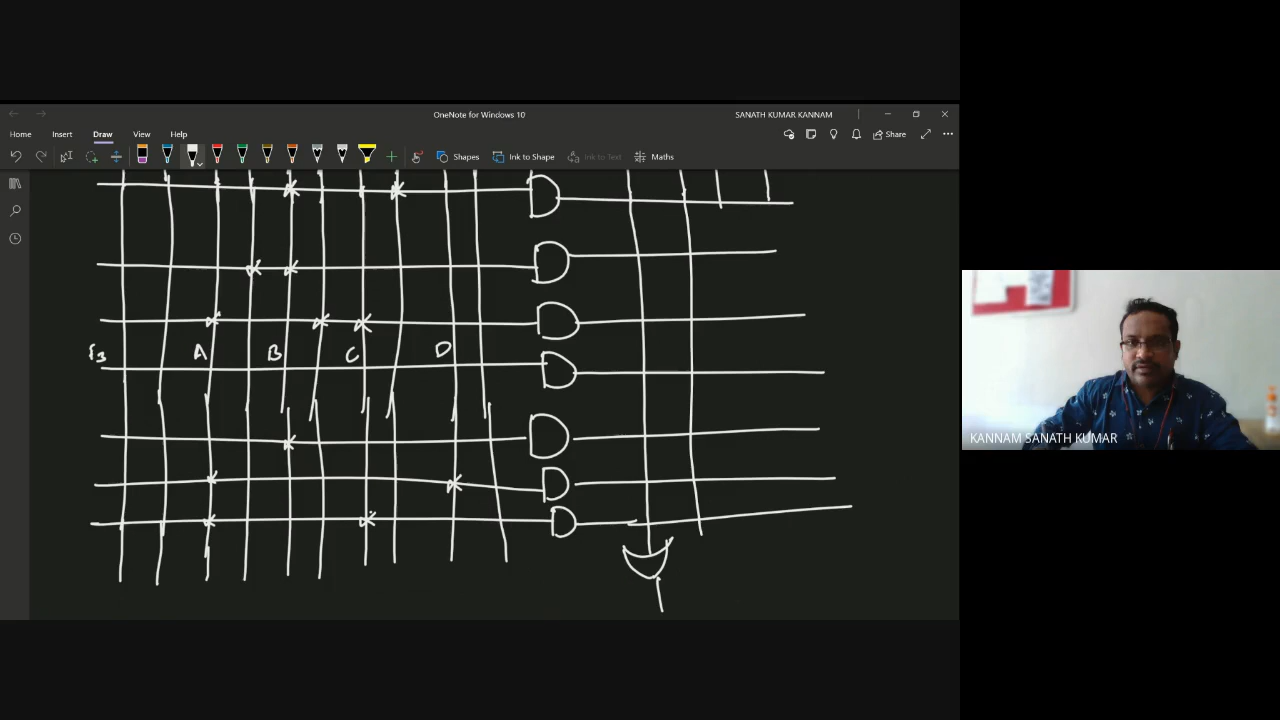 OneNote for Windows 10
SANATH KUMAR KANNAM
Home Insert Draw View Help
Share
Shapes Ink to Shape Ink to Text Maths
f3 A B C D
KANNAM SANATH KUMAR